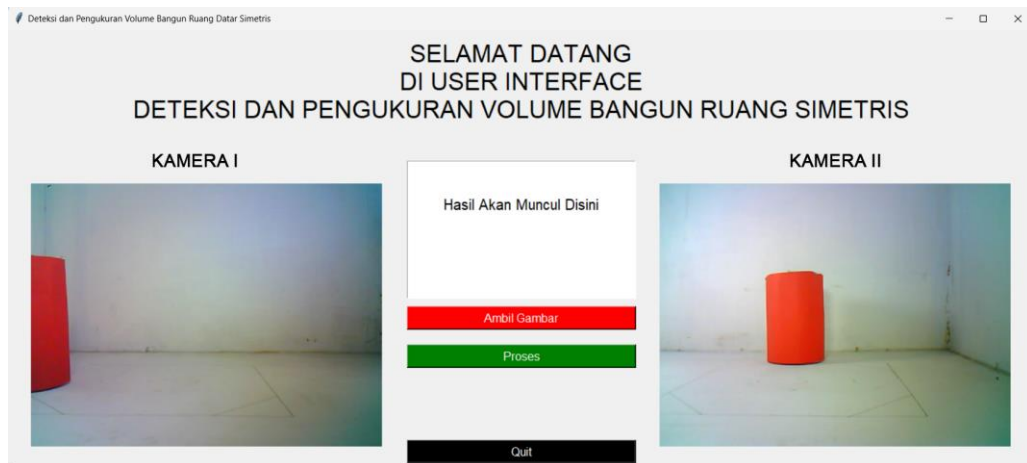 Deteksi dan Pengukuran Volume Bangun Ruang Datar Simetris
SELAMAT DATANG
DI USER INTERFACE
DETEKSI DAN PENGUKURAN VOLUME BANGUN RUANG SIMETRIS
KAMERA I
KAMERA II
Hasil Akan Muncul Disini
Ambil Gambar
Proses
Quit